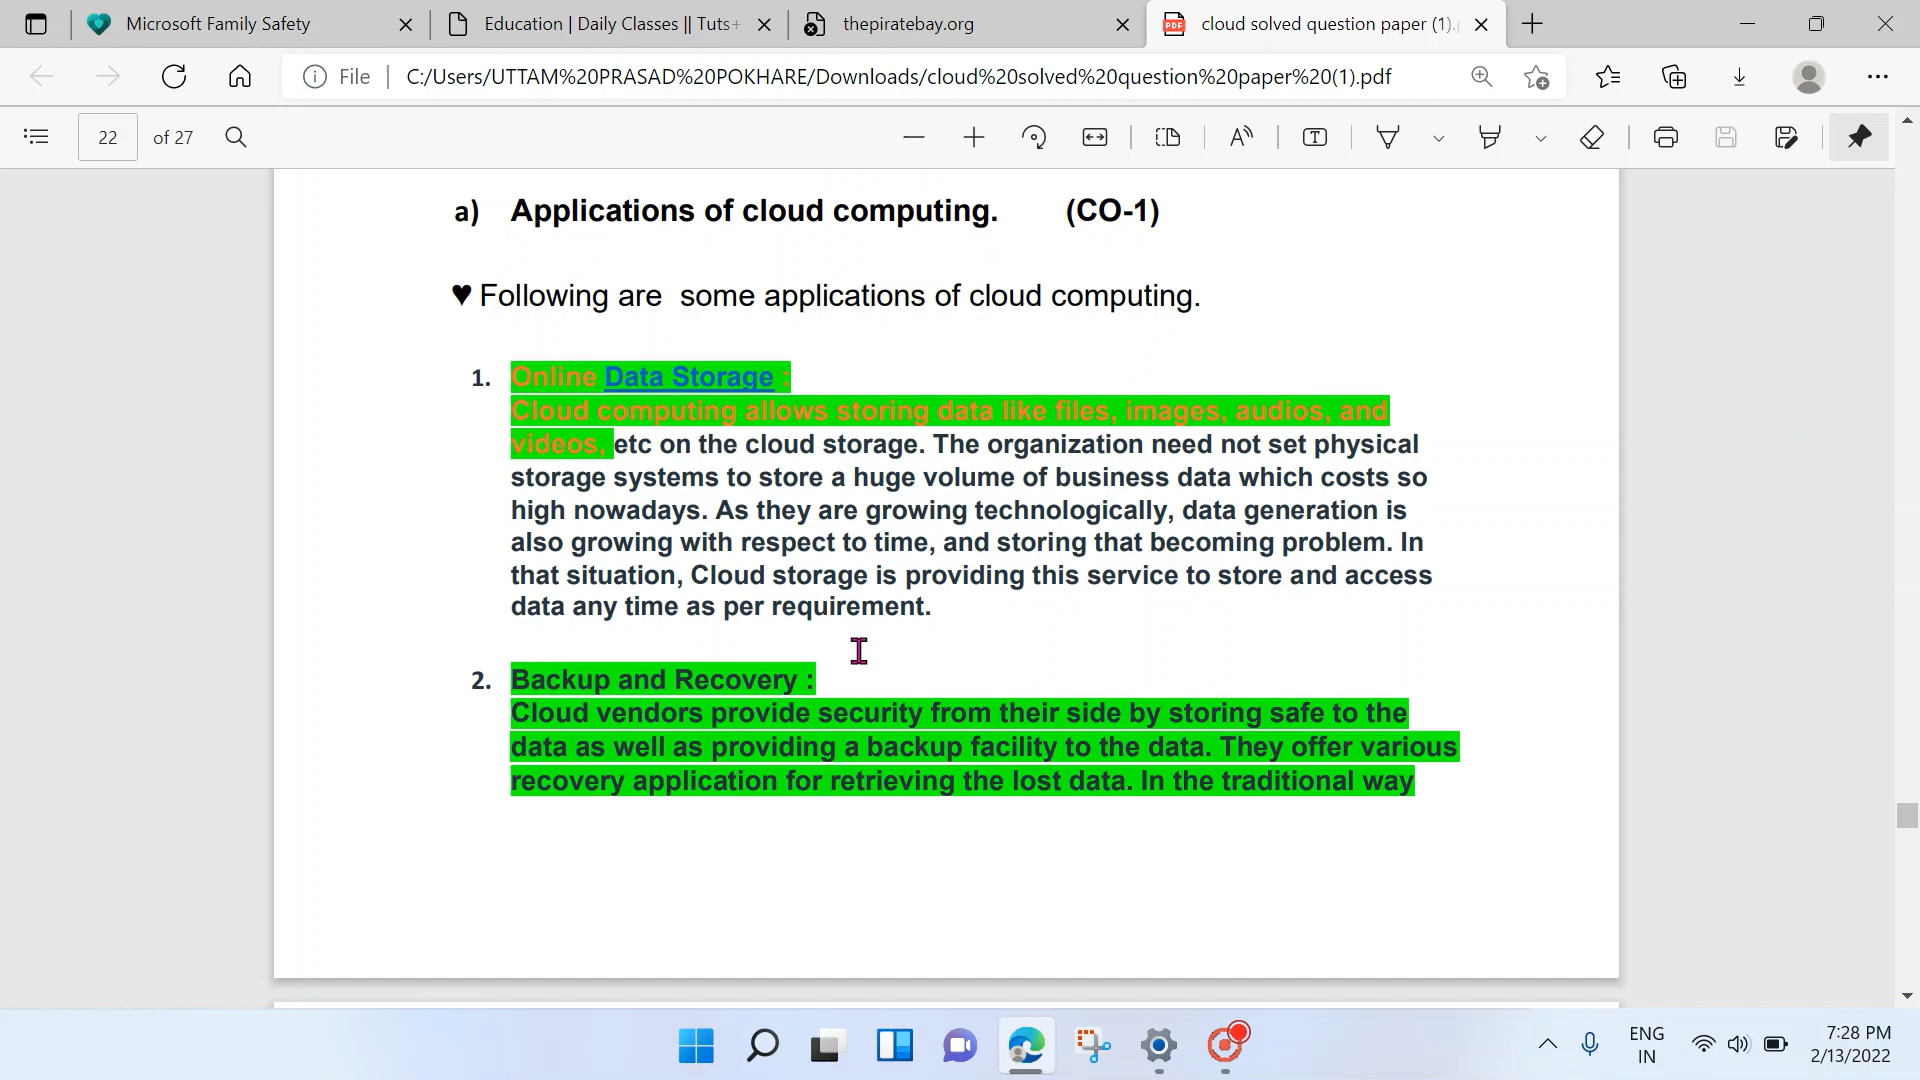 Microsoft Family Safety
Education | Daily Classes || Tuts+
thepiratebay.org
cloud solved question paper (1).
File
C:/Users/UTTAM%20PRASAD%20POKHARE/Downloads/cloud%20solved%20question%20paper%20(1).pdf
22 of 27
a) Applications of cloud computing. (CO-1)
♥ Following are some applications of cloud computing.
1. Online Data Storage :
Cloud computing allows storing data like files, images, audios, and
videos, etc on the cloud storage. The organization need not set physical
storage systems to store a huge volume of business data which costs so
high nowadays. As they are growing technologically, data generation is
also growing with respect to time, and storing that becoming problem. In
that situation, Cloud storage is providing this service to store and access
data any time as per requirement.
2. Backup and Recovery :
Cloud vendors provide security from their side by storing safe to the
data as well as providing a backup facility to the data. They offer various
recovery application for retrieving the lost data. In the traditional way
ENG
IN
7:28 PM
2/13/2022